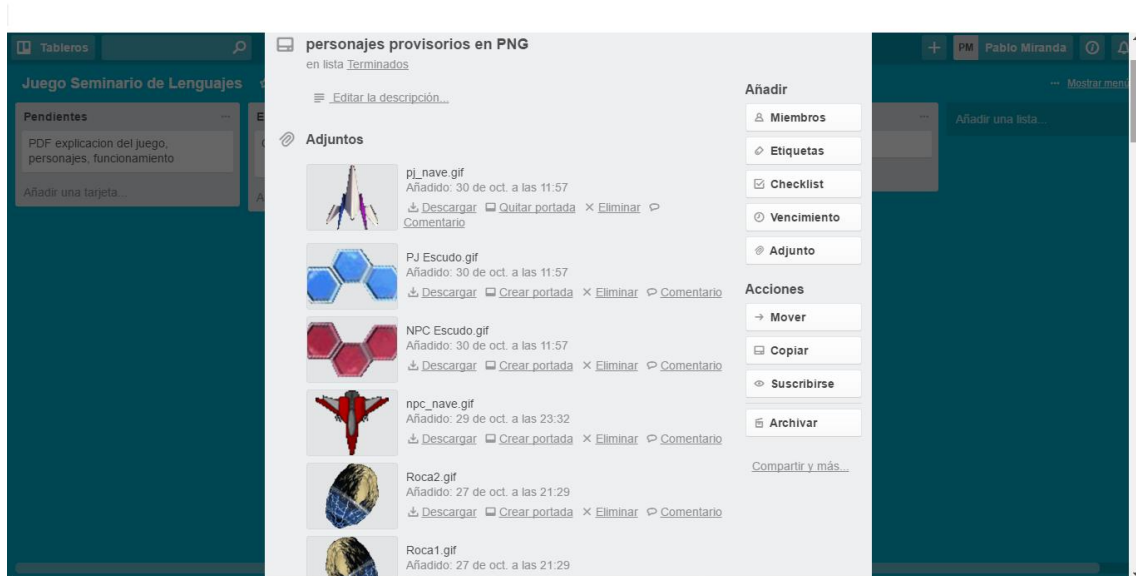 Tableros
PM Pablo Miranda
Juego Seminario de Lenguajes
Mostrar menú
Pendientes
PDF explicacion del juego,
personajes, funcionamiento
Añadir una tarjeta...
personajes provisorios en PNG
en lista Terminados
Editar la descripción...
Adjuntos
pj_nave.gif
Añadido: 30 de oct. a las 11:57
Descargar Quitar portada Eliminar
Comentario
PJ Escudo.gif
Añadido: 30 de oct. a las 11:57
Descargar Crear portada Eliminar Comentario
NPC Escudo.gif
Añadido: 30 de oct. a las 11:57
Descargar Crear portada Eliminar Comentario
npc_nave.gif
Añadido: 29 de oct. a las 23:32
Descargar Crear portada Eliminar Comentario
Roca2.gif
Añadido: 27 de oct. a las 21:29
Descargar Crear portada Eliminar Comentario
Roca1.gif
Añadido: 27 de oct. a las 21:29
Añadir
Miembros
Etiquetas
Checklist
Vencimiento
Adjunto
Acciones
Mover
Copiar
Suscribirse
Archivar
Compartir y más...
Añadir una lista...